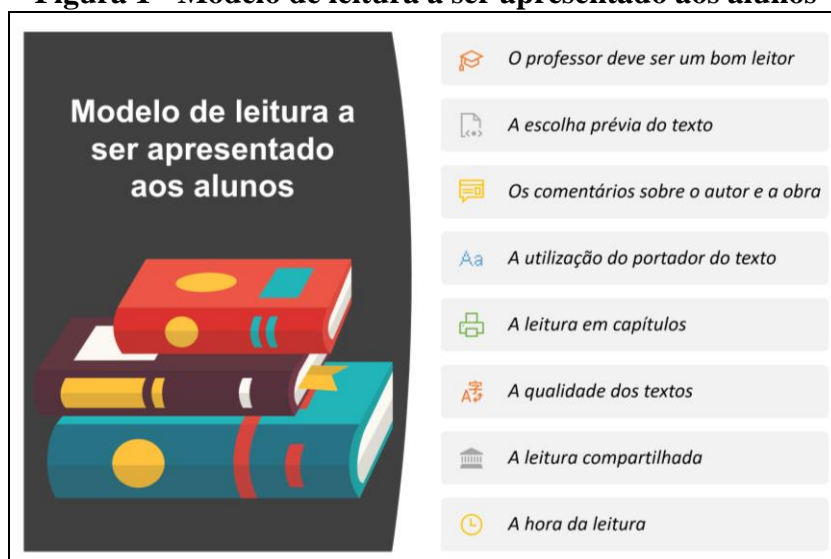 Figura 1 - Modelo de leitura a ser apresentado aos alunos
Modelo de leitura a
ser apresentado
aos alunos
O professor deve ser um bom leitor
A escolha prévia do texto
Os comentários sobre o autor e a obra
Aa
A utilização do portador do texto
A leitura em capítulos
A字
A qualidade dos textos
A leitura compartilhada
A hora da leitura